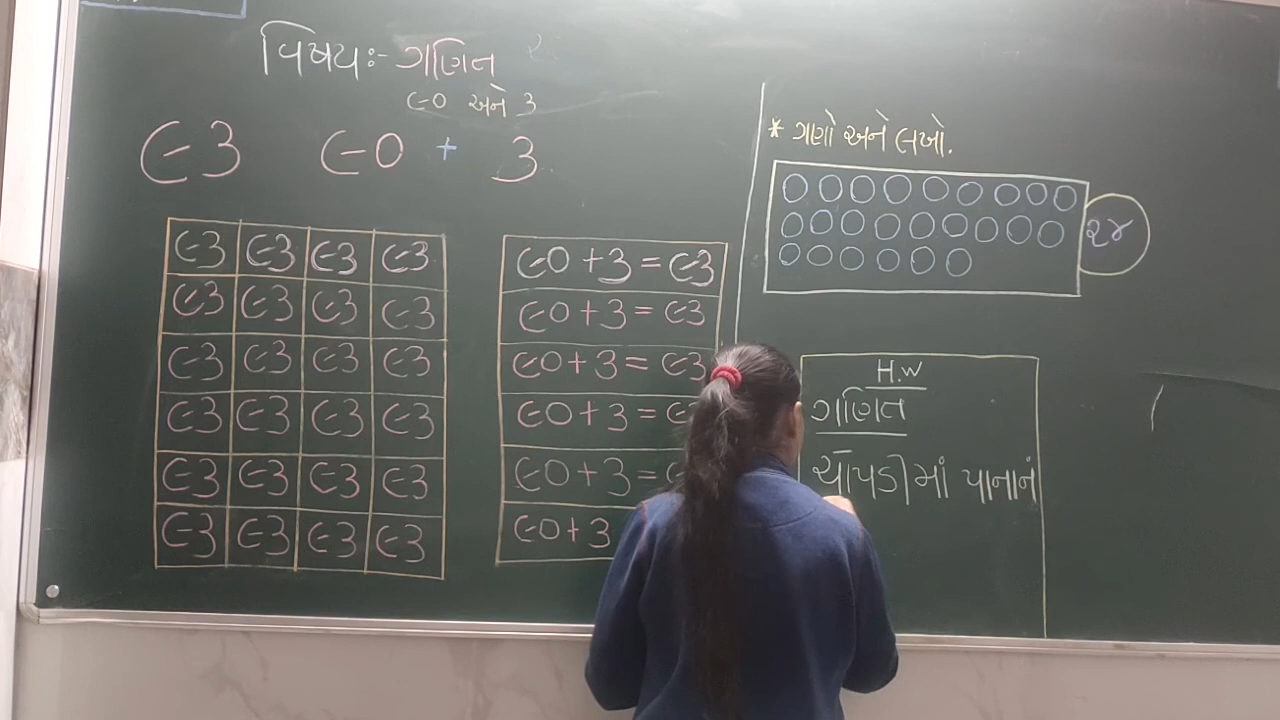 વિષય:- ગણિત
૯૦ અને ૩
૯૩ ૯૦ + ૩
૯૩ ૯૩ ૯૩ ૯૩
૯૩ ૯૩ ૯૩ ૯૩
૯૩ ૯૩ ૯૩ ૯૩
૯૩ ૯૩ ૯૩ ૯૩
૯૩ ૯૩ ૯૩ ૯૩
૯૩ ૯૩ ૯૩ ૯૩
૯૦ + ૩ = ૯૩
૯૦ + ૩ = ૯૩
૯૦ + ૩ = ૯૩
૯૦ + ૩ =
૯૦ + ૩ =
૯૦ + ૩
* ગણો અને લખો.
૨૪
H.W
ગણિત
ચોપડીમાં પાનાનં